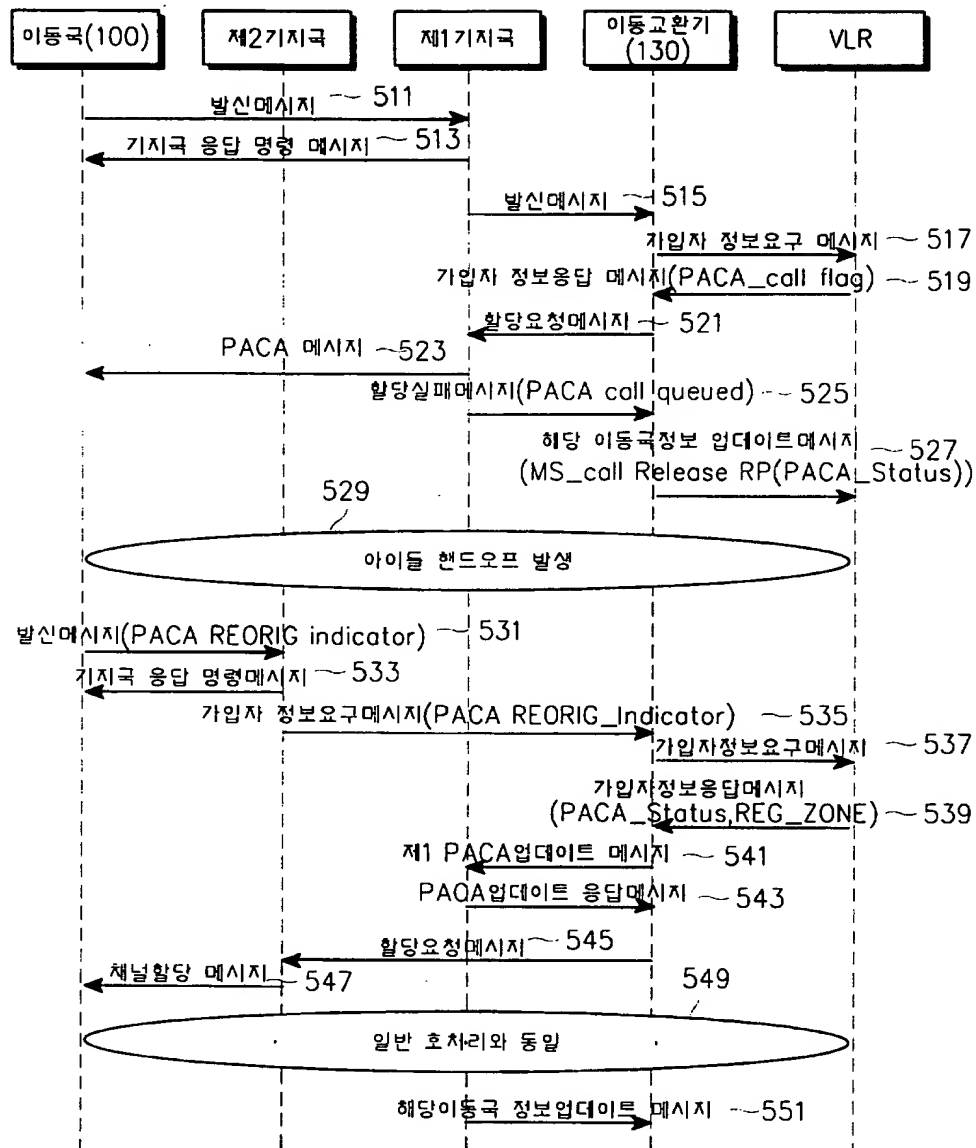 이동국(100)
제2기지국
제1기지국
이동교환기
(130)
VLR
발신메시지
511
기지국 응답 명령 메시지
513
발신메시지
515
가입자 정보요구 메시지
517
가입자 정보응답 메시지(PACA_call flag)
519
할당요청메시지
521
PACA 메시지
523
할당실패메시지(PACA call queued)
525
해당 이동국정보 업데이트메시지
(MS_call Release RP(PACA_Status))
527
529
아이들 핸드오프 발생
발신메시지(PACA REORIG indicator)
531
기지국 응답 명령메시지
533
가입자 정보요구메시지(PACA REORIG_Indicator)
535
가입자정보요구메시지
537
가입자정보응답메시지
(PACA_Status,REG_ZONE)
539
제1 PACA업데이트 메시지
541
PACA업데이트 응답메시지
543
할당요청메시지
545
채널할당 메시지
547
549
일반 호처리와 동일
해당이동국 정보업데이트 메시지
551